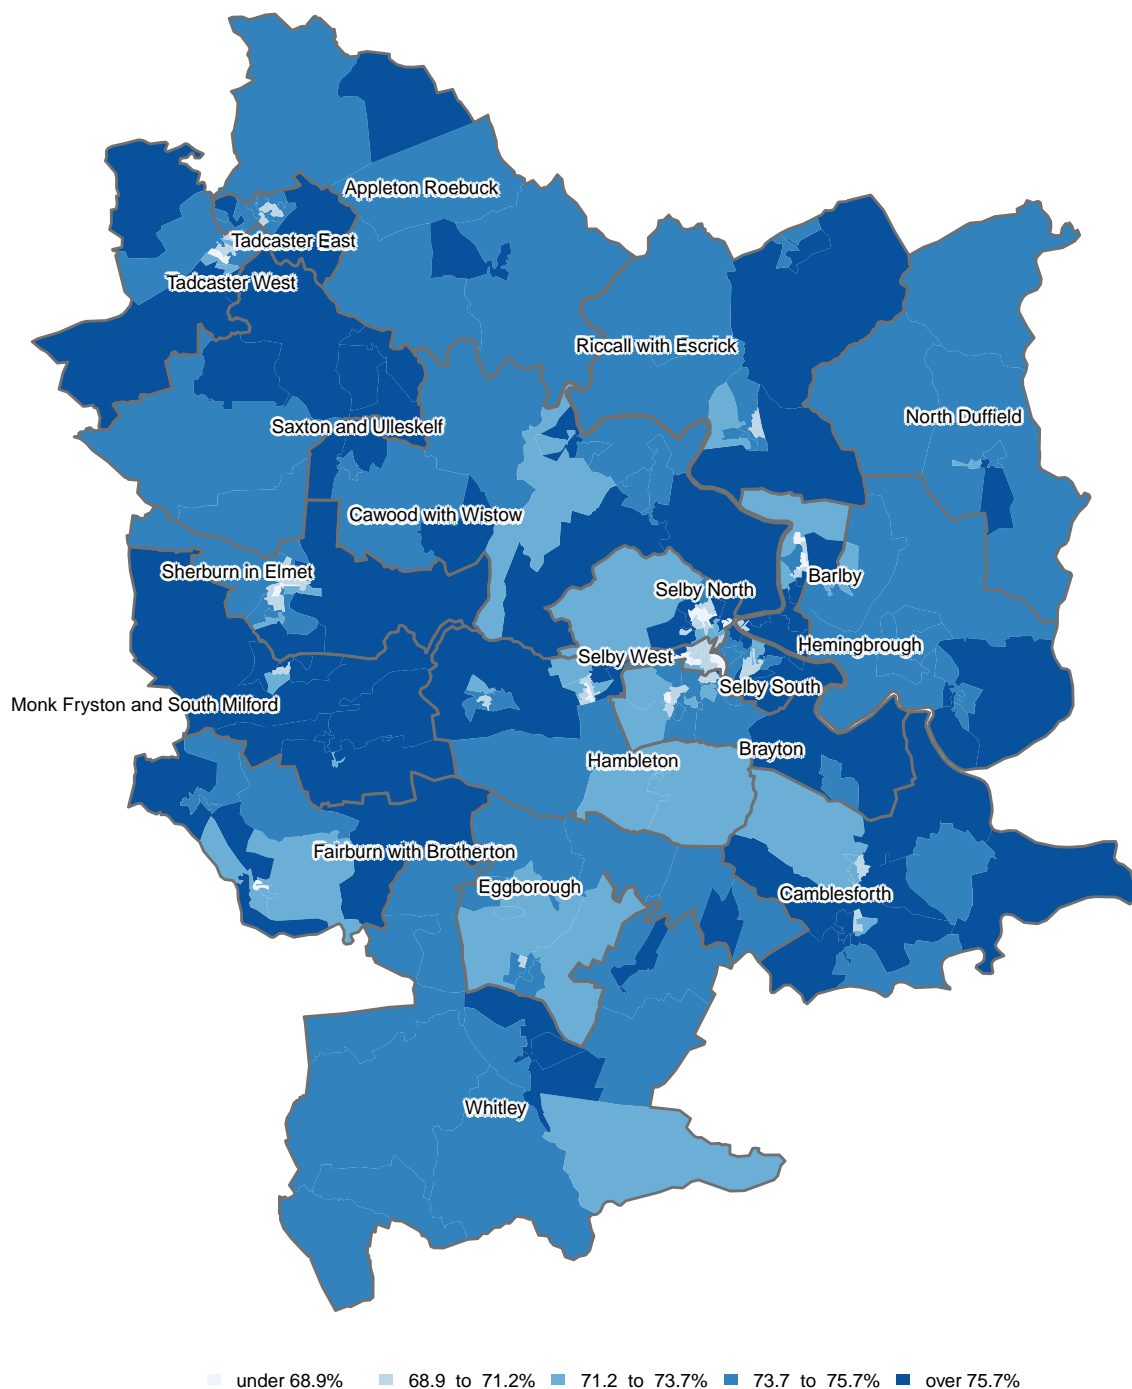 Appleton Roebuck
Tadcaster East
Tadcaster West
Riccall with Escrick
North Duffield
Saxton and Ulleskelf
Cawood with Wistow
Sherburn in Elmet
Barlby
Selby North
Hemingbrough
Selby West
Selby South
Monk Fryston and South Milford
Brayton
Hambleton
Fairburn with Brotherton
Eggborough
Camblesforth
Whitley
under 68.9% 68.9 to 71.2% 71.2 to 73.7% 73.7 to 75.7% over 75.7%